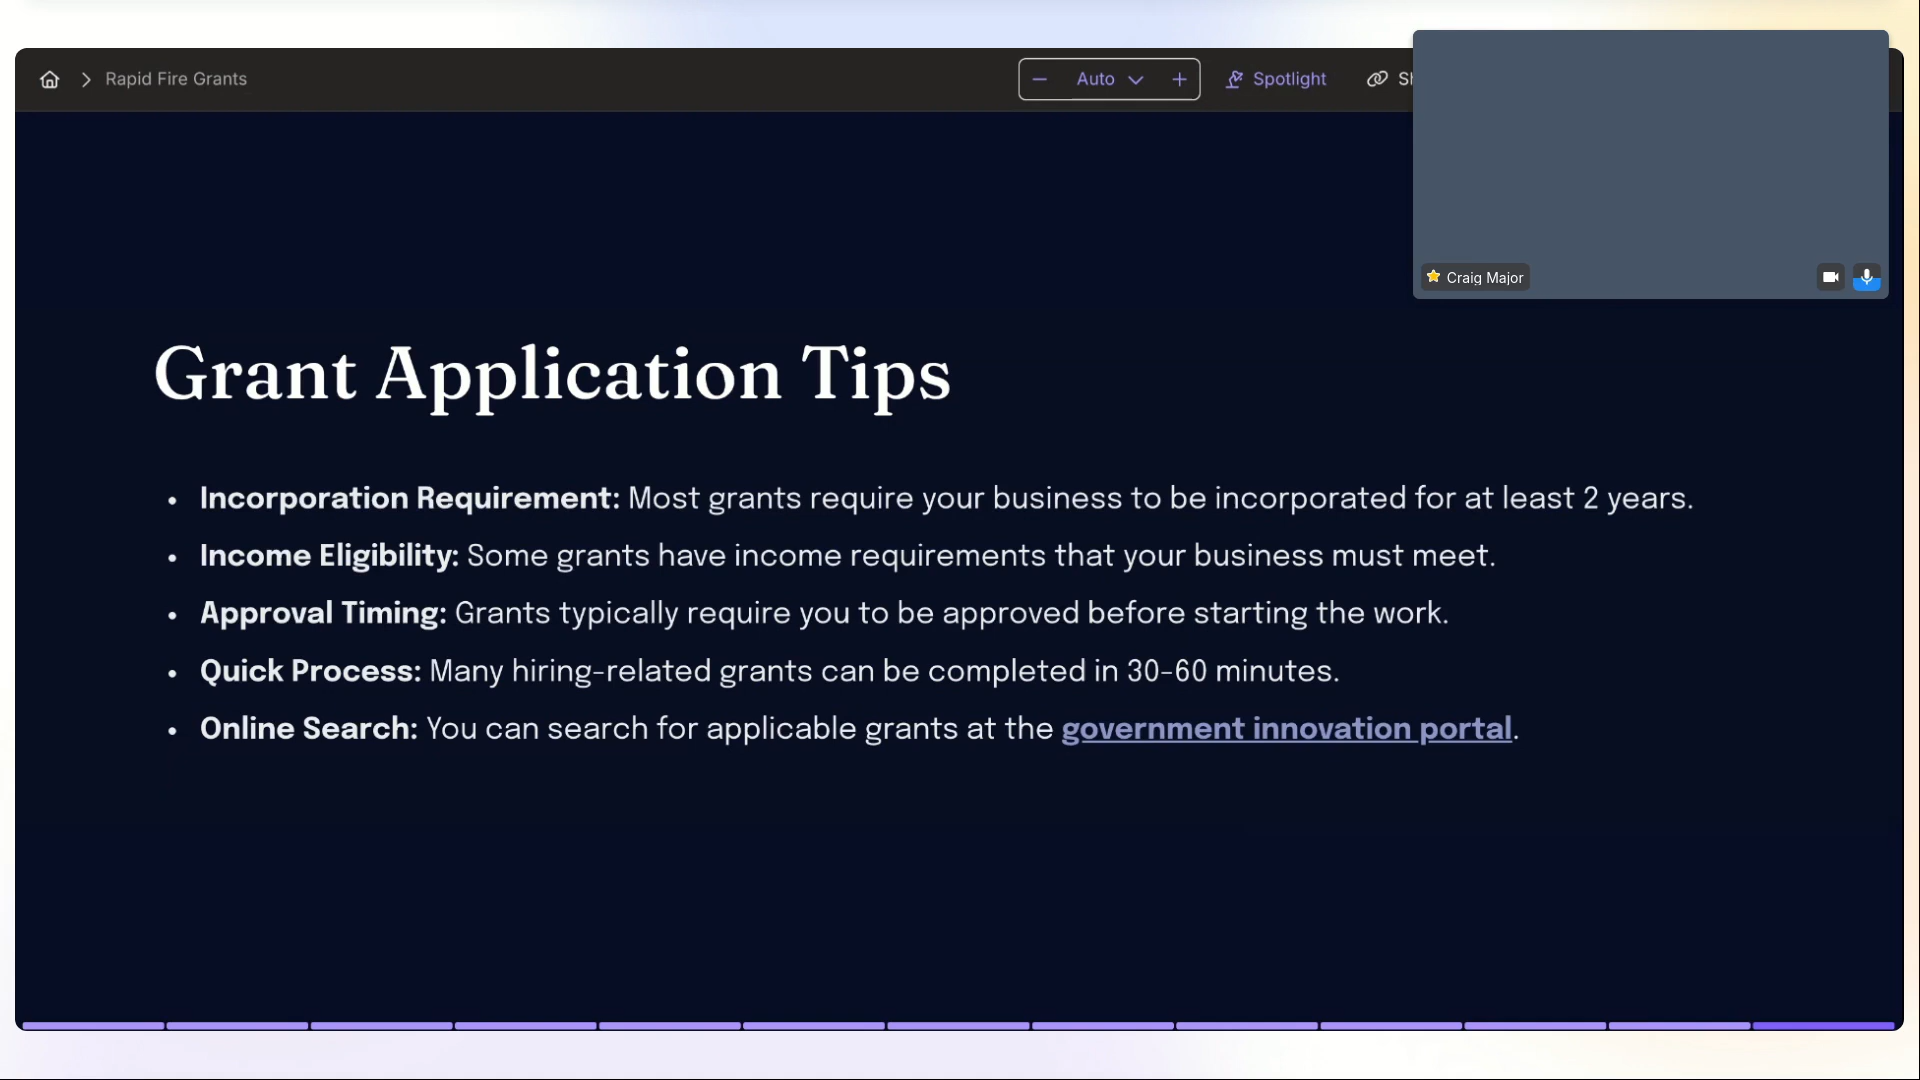 Rapid Fire Grants
Auto
Spotlight
Craig Major
Grant Application Tips
• Incorporation Requirement: Most grants require your business to be incorporated for at least 2 years.
• Income Eligibility: Some grants have income requirements that your business must meet.
• Approval Timing: Grants typically require you to be approved before starting the work.
• Quick Process: Many hiring-related grants can be completed in 30-60 minutes.
• Online Search: You can search for applicable grants at the government innovation portal.